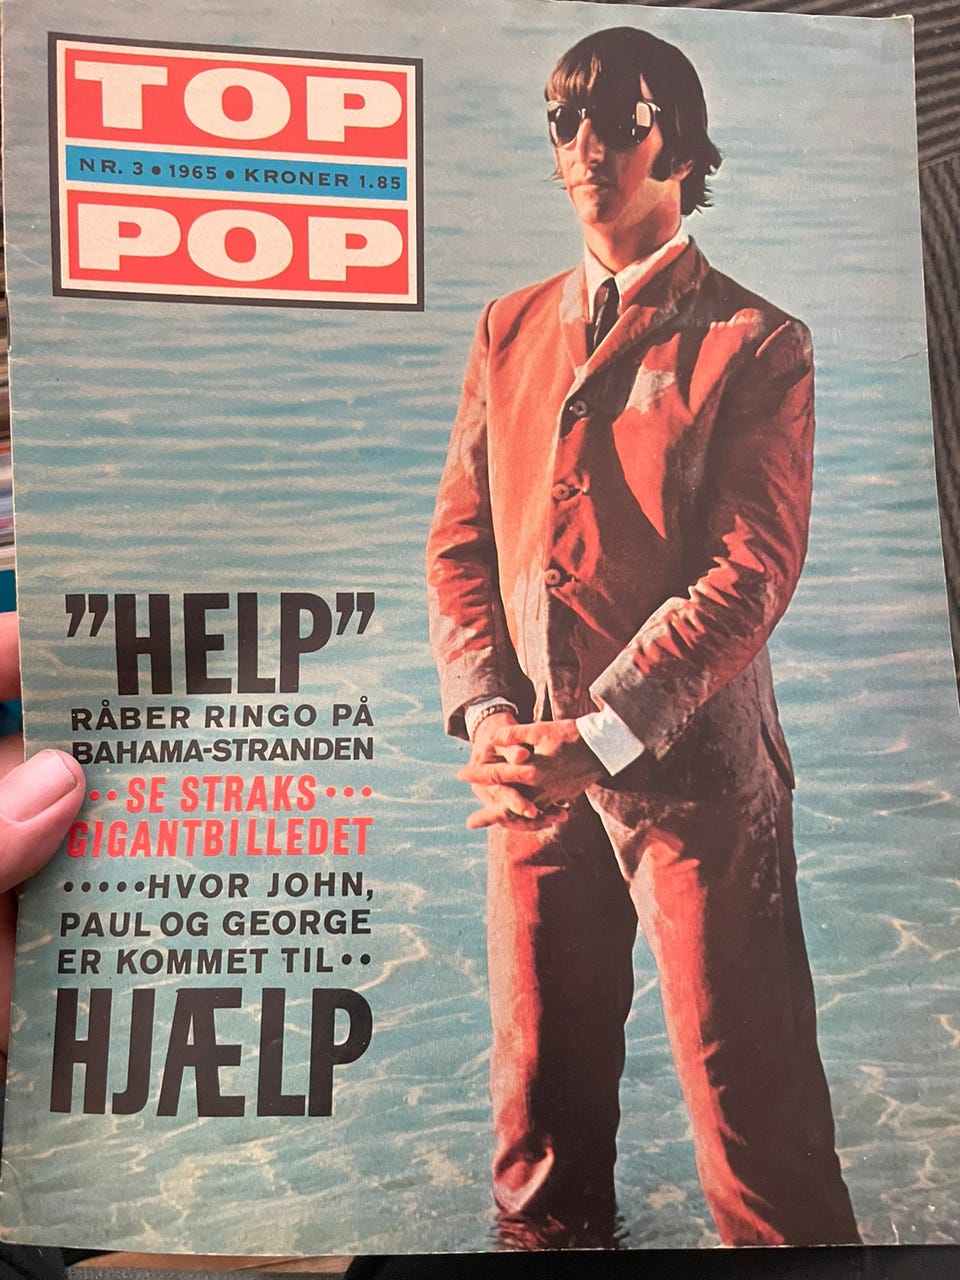 TOP
NR. 3 • 1965 • KRONER 1.85
POP
"HELP"
RÅBER RINGO PÅ
BAHAMA-STRANDEN
••SE STRAKS•••
GIGANTBILLEDET
•••••HVOR JOHN,
PAUL OG GEORGE
ER KOMMET TIL••
HJÆLP